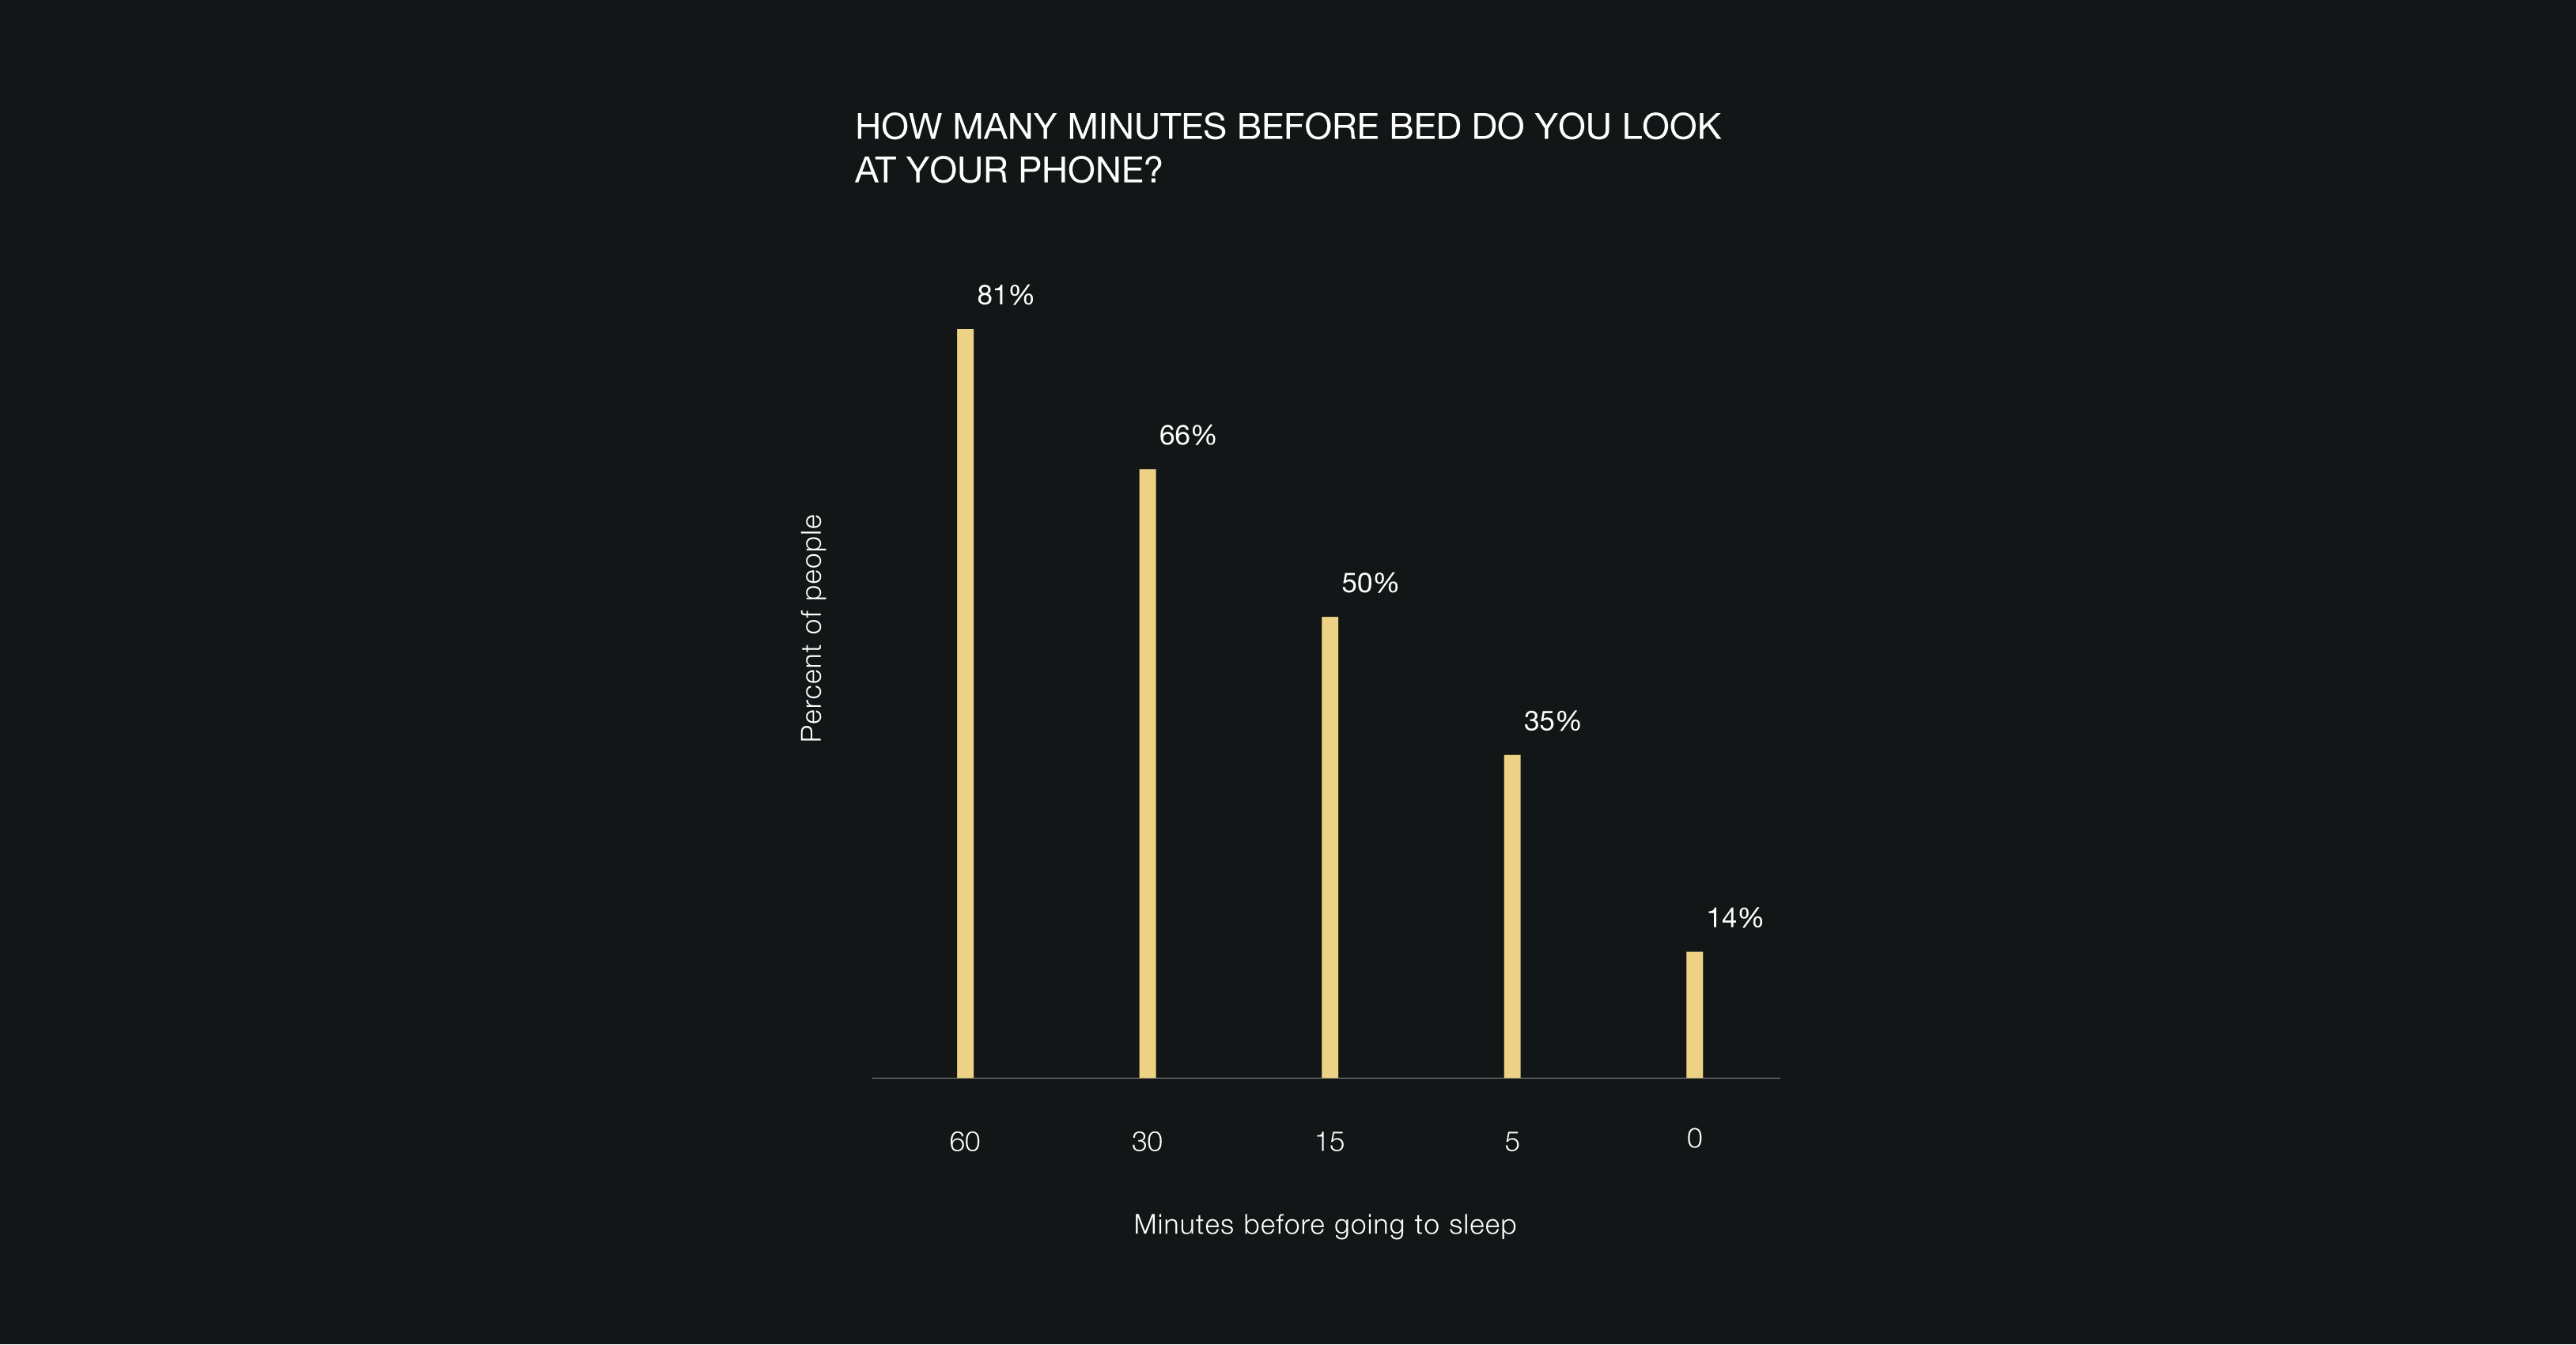 HOW MANY MINUTES BEFORE BED DO YOU LOOK
AT YOUR PHONE?
81%
66%
50%
35%
14%
Percent of people
60
30
15
5
0
Minutes before going to sleep